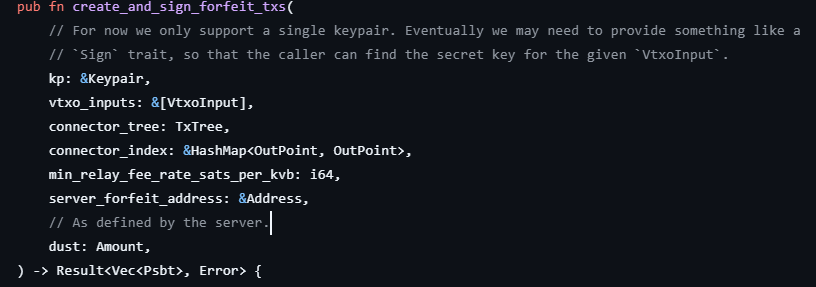 pub fn create_and_sign_forfeit_txs(
    // For now we only support a single keypair. Eventually we may need to provide something like a
    // `Sign` trait, so that the caller can find the secret key for the given `VtxoInput`.
    kp: &Keypair,
    vtxo_inputs: &[VtxoInput],
    connector_tree: TxTree,
    connector_index: &HashMap<OutPoint, OutPoint>,
    min_relay_fee_rate_sats_per_kvb: i64,
    server_forfeit_address: &Address,
    // As defined by the server.
    dust: Amount,
) -> Result<Vec<Psbt>, Error> {